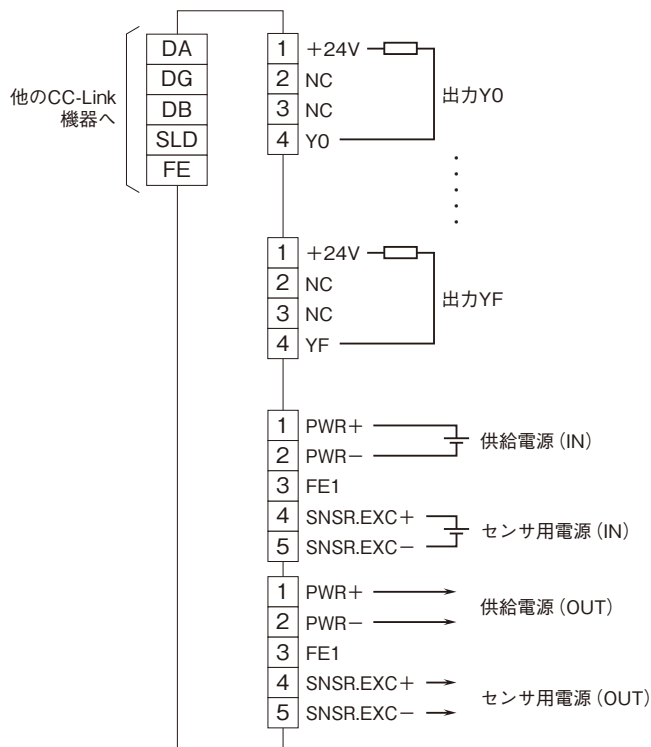 他のCC-Link
機器へ
DA
DG
DB
SLD
FE
1 +24V
2 NC
3 NC
4 Y0
出力Y0
1 +24V
2 NC
3 NC
4 YF
出力YF
1 PWR+
2 PWR−
3 FE1
4 SNSR.EXC+
5 SNSR.EXC−
供給電源(IN)
センサ用電源(IN)
1 PWR+
2 PWR−
3 FE1
4 SNSR.EXC+
5 SNSR.EXC−
供給電源(OUT)
センサ用電源(OUT)